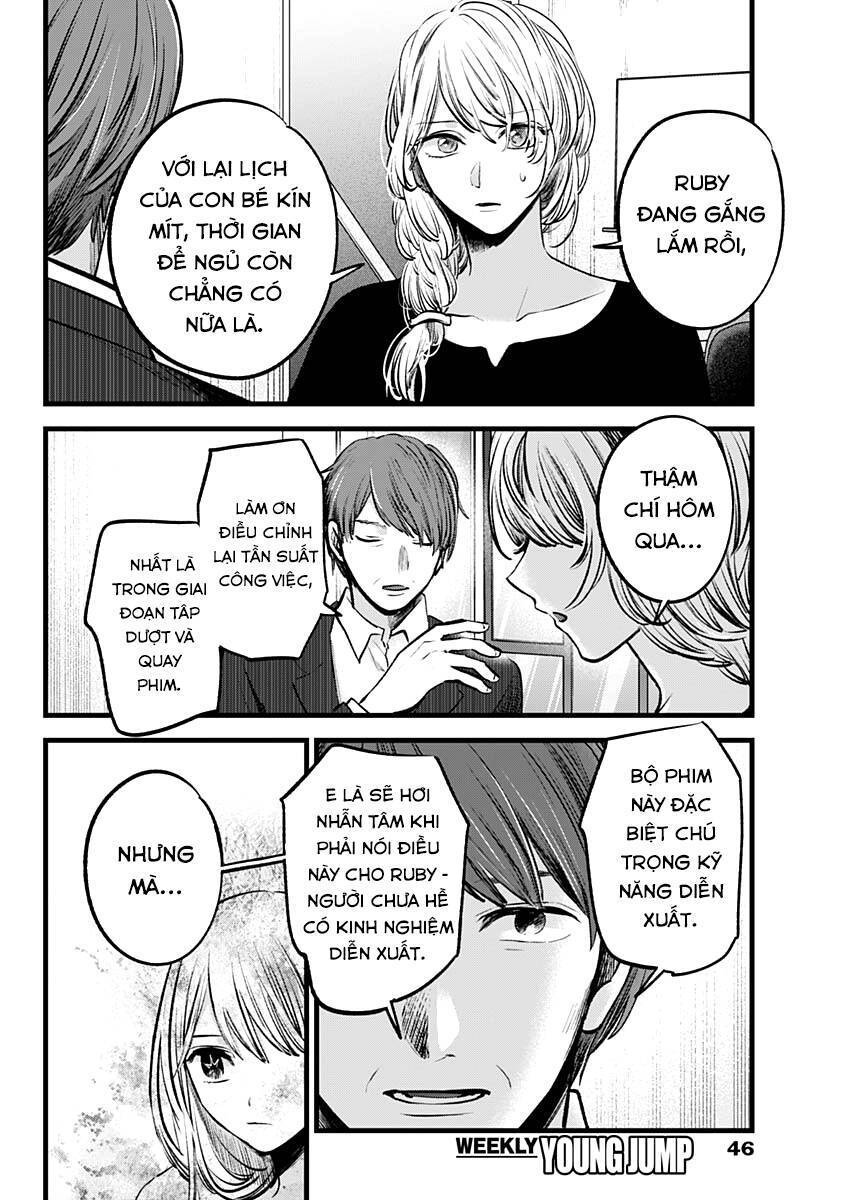 RUBY
ĐANG GẮNG
LẮM RỒI,
VỚI LẠI LỊCH
CỦA CON BÉ KÍN
MÍT, THỜI GIAN
ĐỂ NGỦ CÒN
CHẲNG CÓ
NỮA LÀ.
THẬM
CHÍ HÔM
QUA...
LÀM ƠN
ĐIỀU CHỈNH
LẠI TẦN SUẤT
CÔNG VIỆC,
NHẤT LÀ
TRONG GIAI
ĐOẠN TẬP
DƯỢT VÀ
QUAY
PHIM.
BỘ PHIM
NÀY ĐẶC
BIỆT CHÚ
TRỌNG KỸ
NĂNG DIỄN
XUẤT.
E LÀ SẼ HƠI
NHẪN TÂM KHI
PHẢI NÓI ĐIỀU
NÀY CHO RUBY -
NGƯỜI CHƯA HỀ
CÓ KINH NGHIỆM
DIỄN XUẤT.
NHƯNG
MÀ...
WEEKLY YOUNG JUMP 46